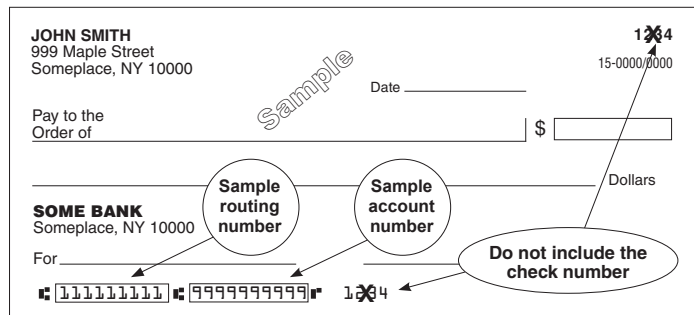 JOHN SMITH
999 Maple Street
Someplace, NY 10000
1234
15-0000/0000
Sample
Date
Pay to the
Order of
$
Dollars
Sample
routing
number
Sample
account
number
SOME BANK
Someplace, NY 10000
For
Do not include the
check number
⑆111111111⑆ 9999999999⑈ 1234